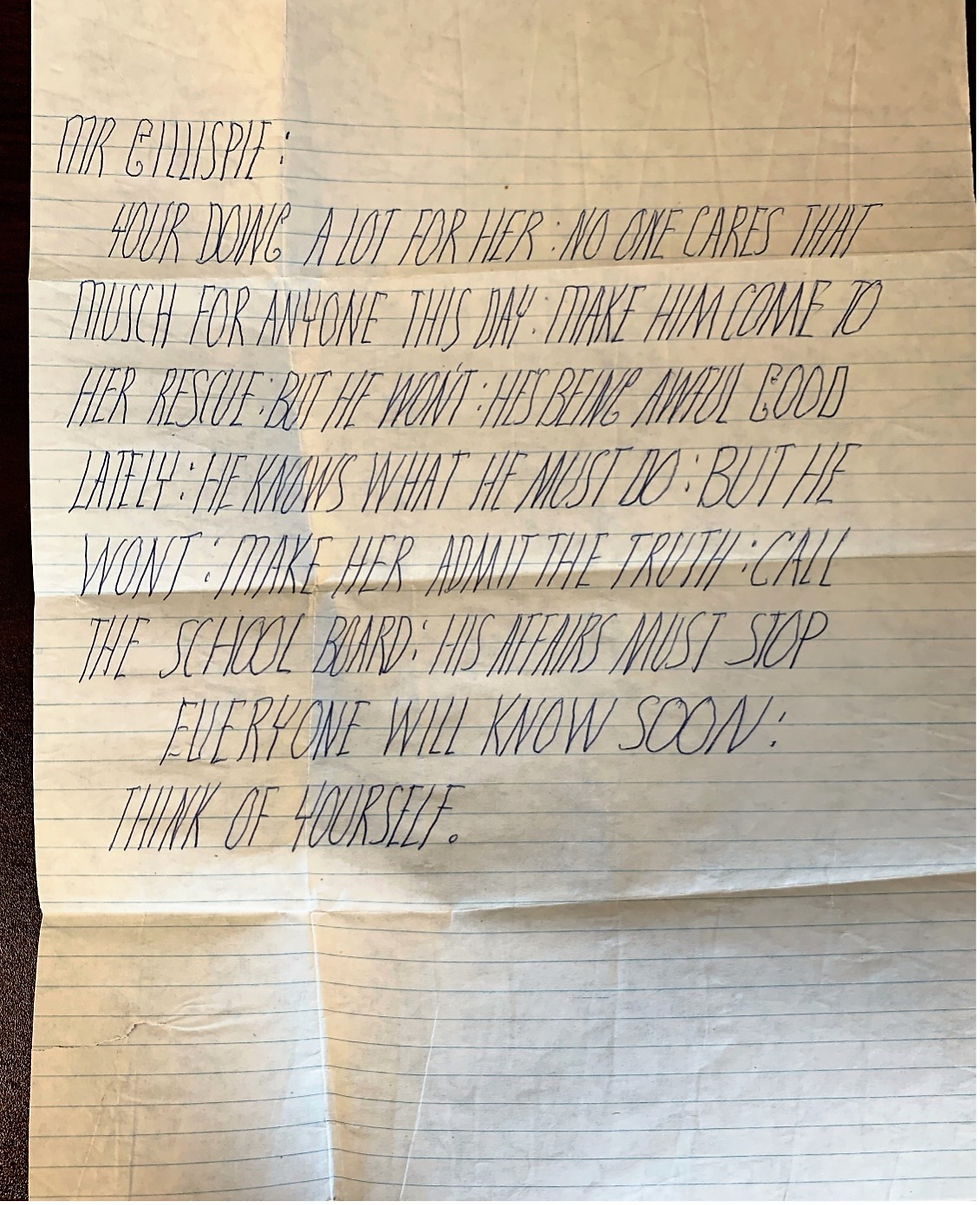 MR GILLISPIE:
YOUR DOING A LOT FOR HER: NO ONE CARES THAT
MUSCH FOR ANYONE THIS DAY: MAKE HIM COME TO
HER RESCUE: BUT HE WON'T: HE'S BEING AWFUL GOOD
LATELY: HE KNOWS WHAT HE MUST DO: BUT HE
WONT: MAKE HER ADMIT THE TRUTH: CALL
THE SCHOOL BOARD: HIS AFFAIRS MUST STOP
EVERYONE WILL KNOW SOON:
THINK OF YOURSELF.